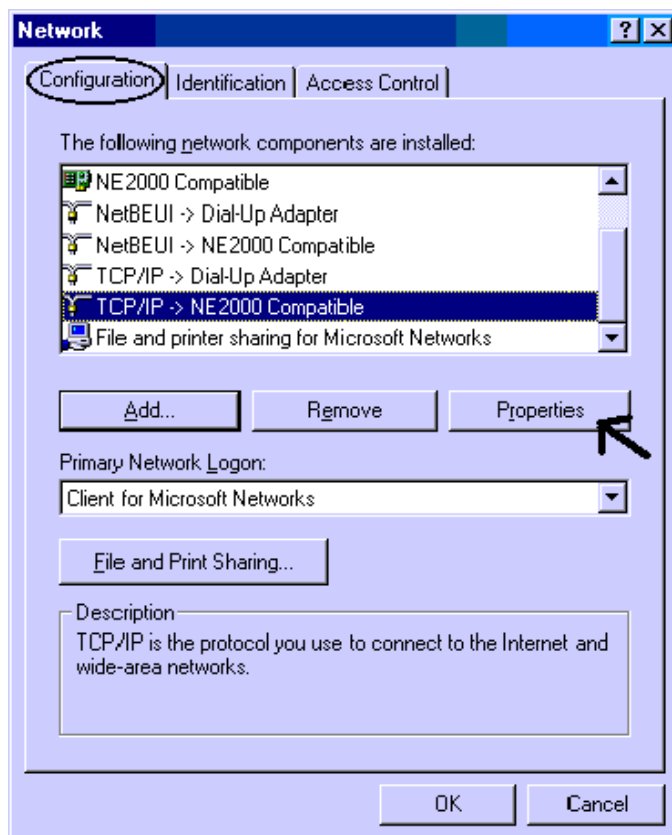 Network
Configuration Identification Access Control
The following network components are installed:
NE2000 Compatible
NetBEUI -> Dial-Up Adapter
NetBEUI -> NE2000 Compatible
TCP/IP -> Dial-Up Adapter
TCP/IP -> NE2000 Compatible
File and printer sharing for Microsoft Networks
Add... Remove Properties
Primary Network Logon:
Client for Microsoft Networks
File and Print Sharing...
Description
TCP/IP is the protocol you use to connect to the Internet and
wide-area networks.
OK Cancel